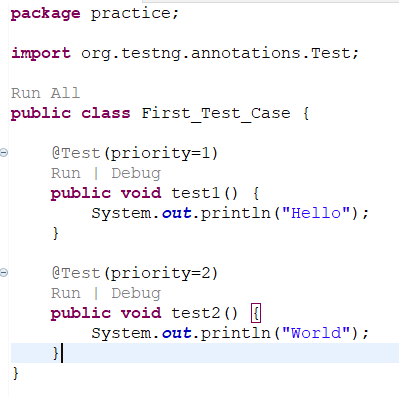 package practice;
import org.testng.annotations.Test;
Run All
public class First_Test_Case {
@Test(priority=1)
Run | Debug
public void test1() {
System.out.println("Hello");
}
@Test(priority=2)
Run | Debug
public void test2() {
System.out.println("World");
}
}